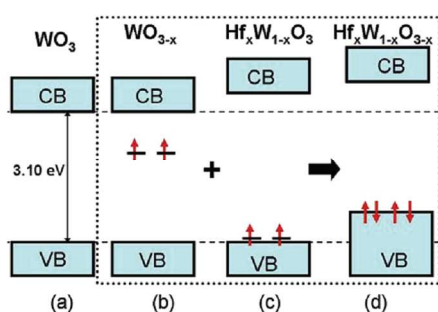 WO₃ WO₃₋ₓ HfₓW₁₋ₓO₃ HfₓW₁₋ₓO₃₋ₓ
CB CB CB CB
3.10 eV
+
VB VB VB VB
(a) (b) (c) (d)